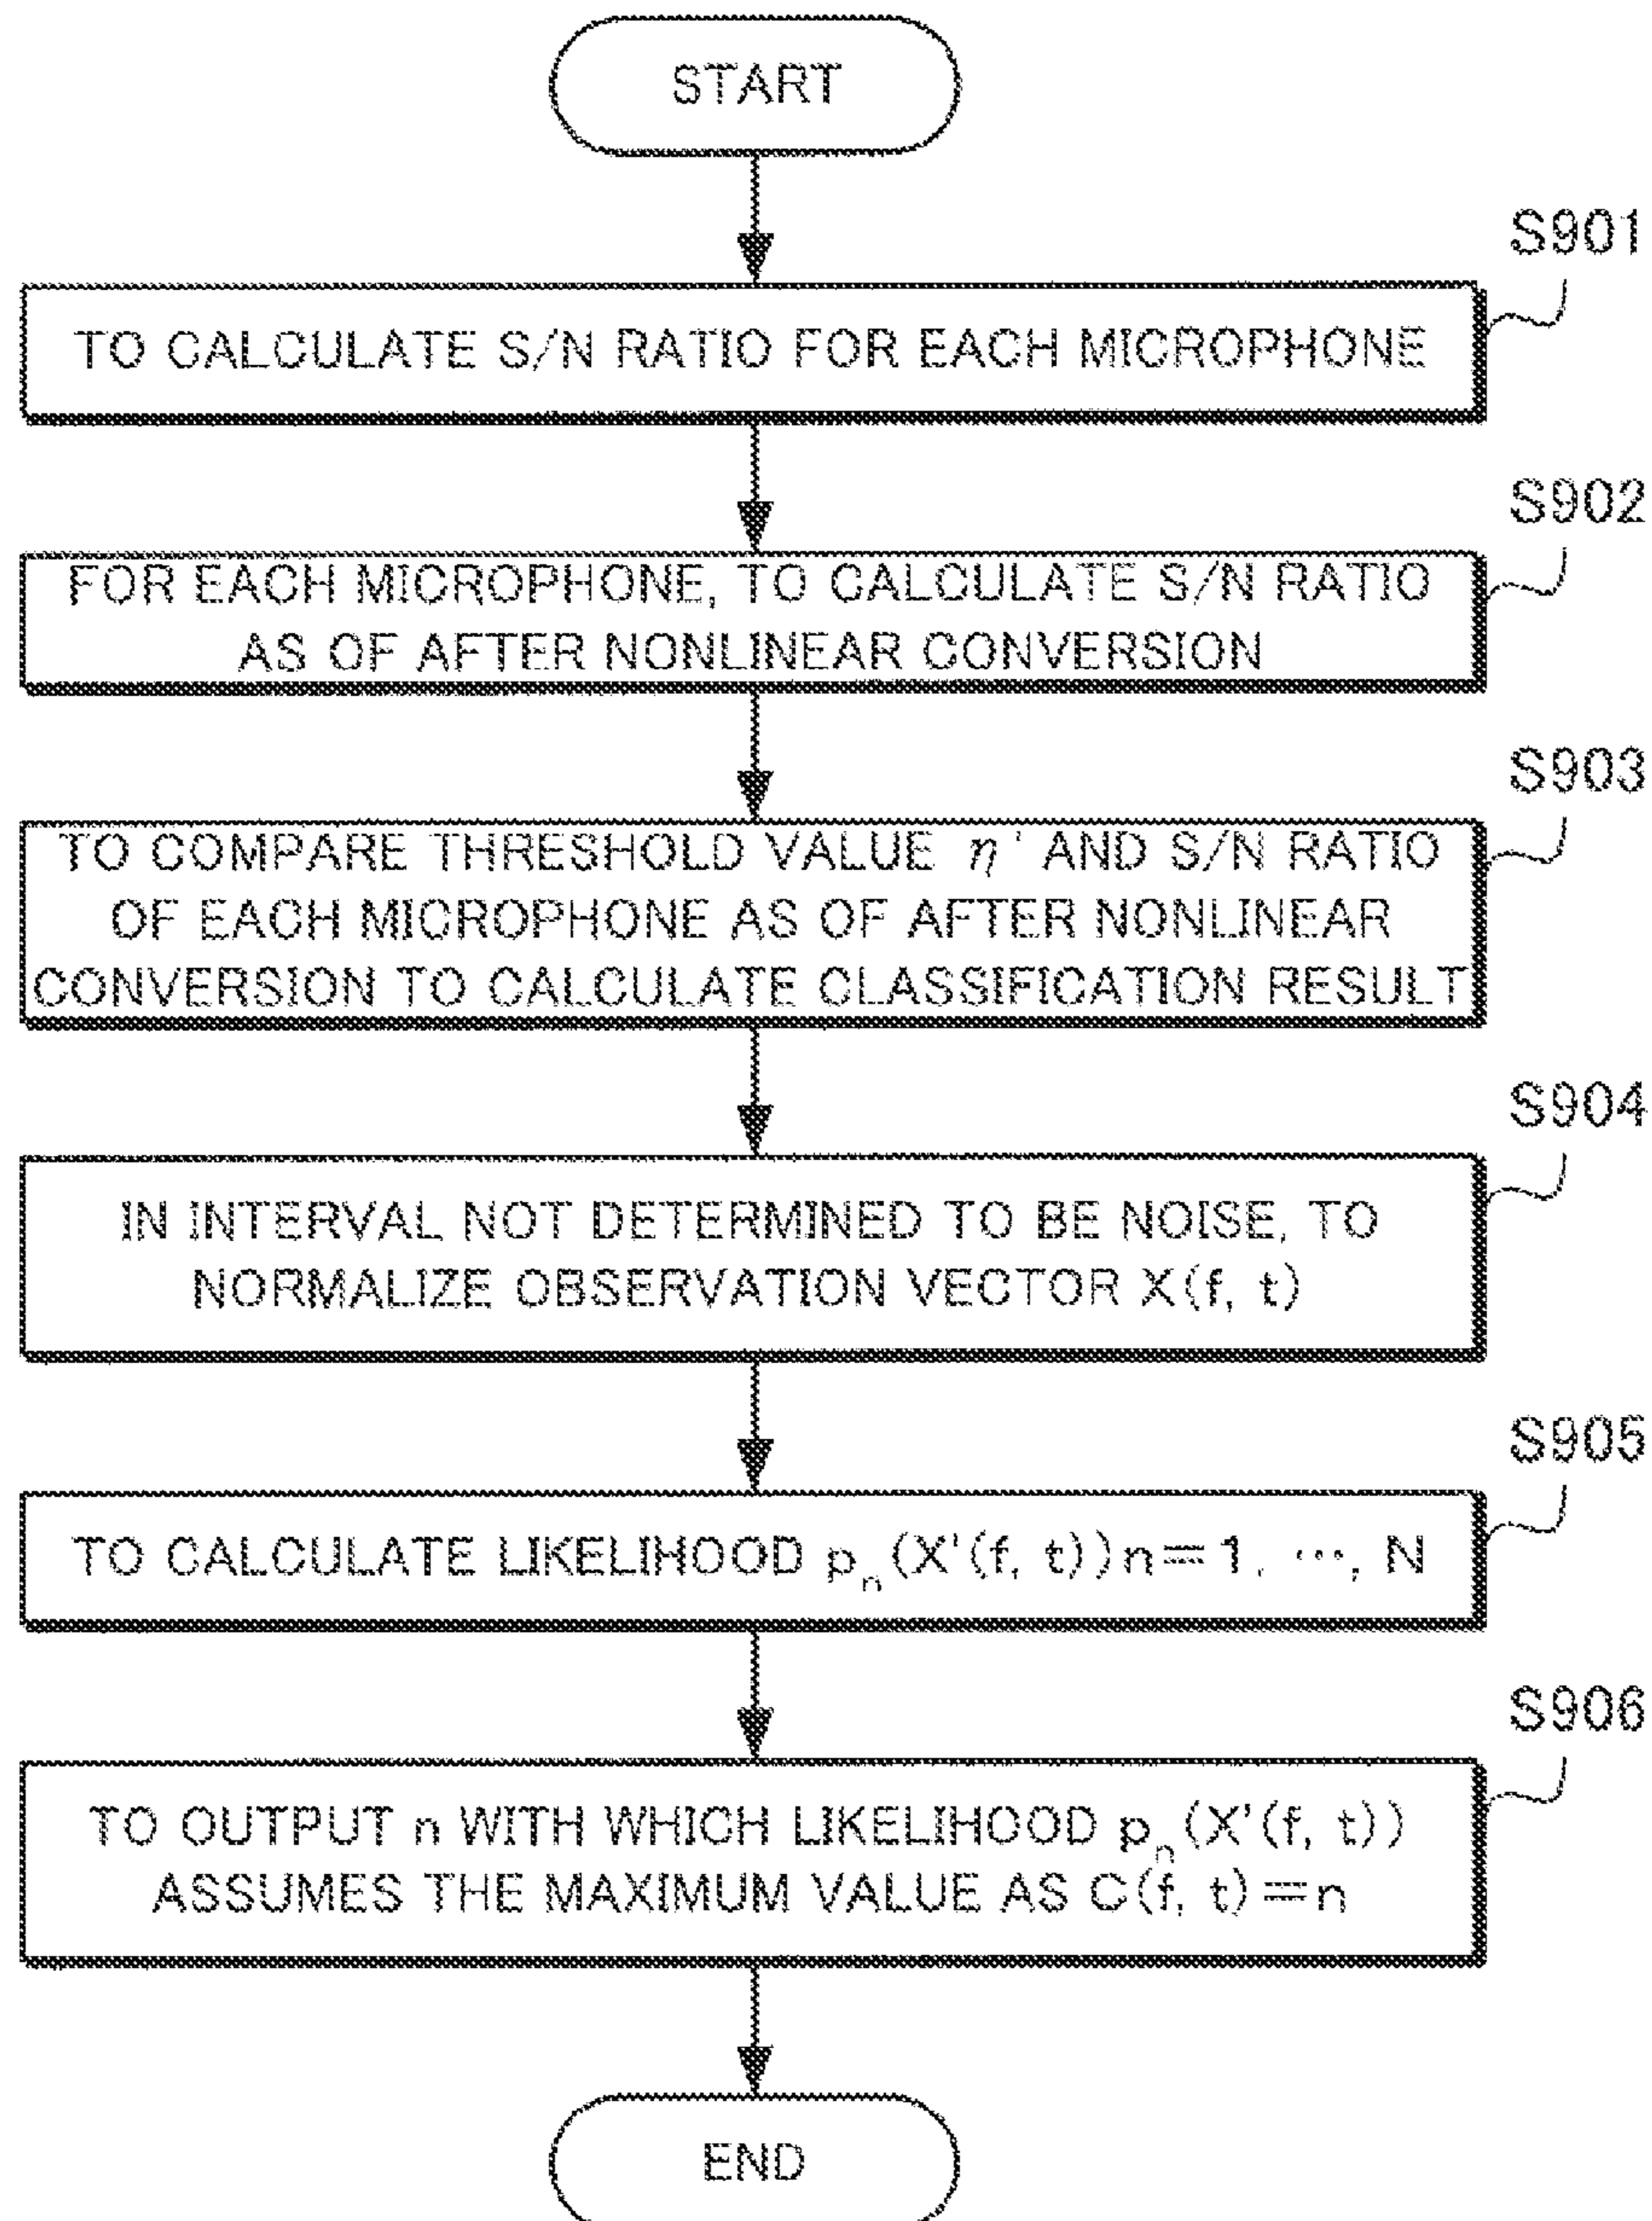 START
S901
TO CALCULATE S/N RATIO FOR EACH MICROPHONE
S902
FOR EACH MICROPHONE, TO CALCULATE S/N RATIO
AS OF AFTER NONLINEAR CONVERSION
S903
TO COMPARE THRESHOLD VALUE η' AND S/N RATIO
OF EACH MICROPHONE AS OF AFTER NONLINEAR
CONVERSION TO CALCULATE CLASSIFICATION RESULT
S904
IN INTERVAL NOT DETERMINED TO BE NOISE, TO
NORMALIZE OBSERVATION VECTOR X(f, t)
S905
TO CALCULATE LIKELIHOOD pₙ(X'(f, t))n=1, ⋯, N
S906
TO OUTPUT n WITH WHICH LIKELIHOOD pₙ(X'(f, t))
ASSUMES THE MAXIMUM VALUE AS C(f, t)=n
END